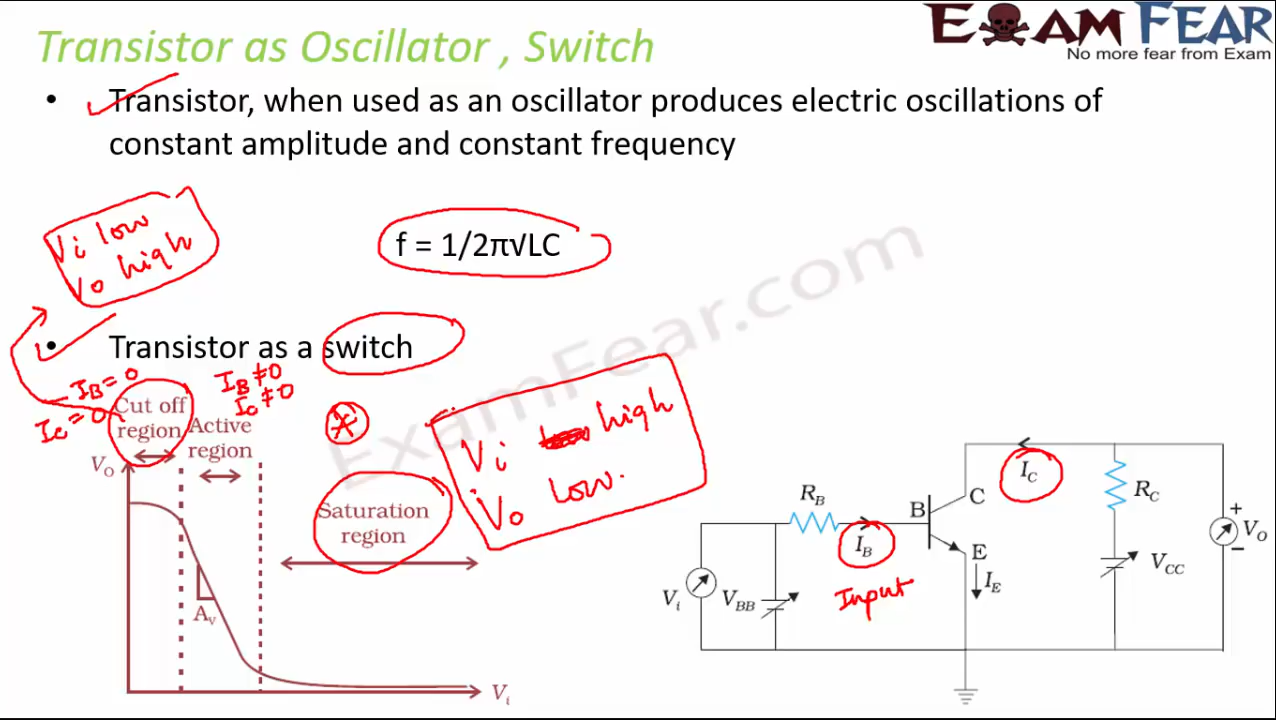 EXAM FEAR
No more fear from Exam
Transistor as Oscillator , Switch
• Transistor, when used as an oscillator produces electric oscillations of
constant amplitude and constant frequency
Vi low
Vo high
f = 1/2π√LC
• Transistor as a switch
IB = 0
IC = 0
IB ≠ 0
IC ≠ 0
Cut off
region
Active
region
Saturation
region
Vi high
Vo low.
VO
AV
Vi
RB
B
C
E
IB
Input
IC
IE
RC
VCC
+
VO
−
Vi
VBB
ExamFear.com